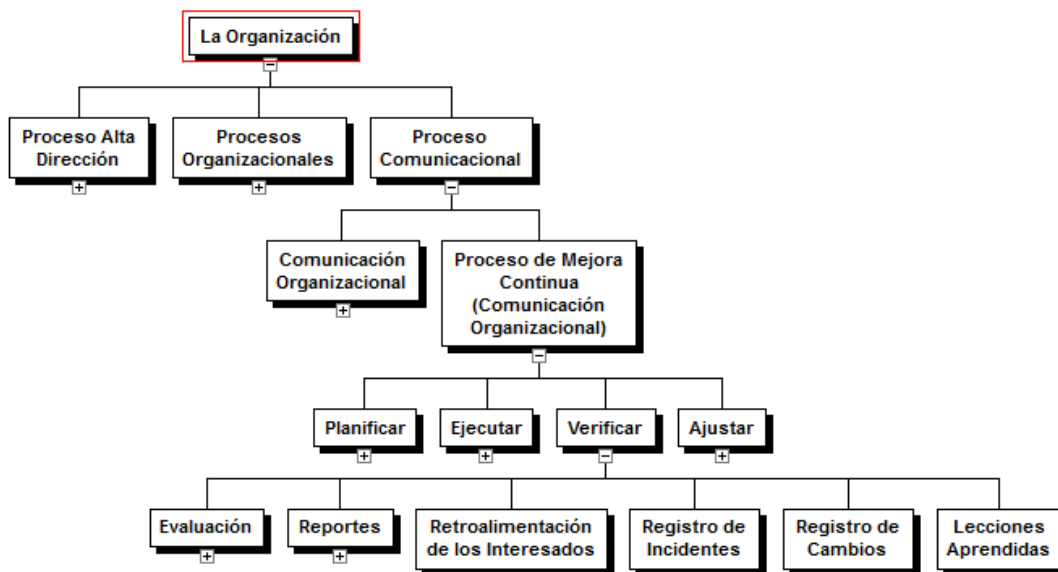 La Organización
Proceso Alta
Dirección
Procesos
Organizacionales
Proceso
Comunicacional
Comunicación
Organizacional
Proceso de Mejora
Continua
(Comunicación
Organizacional)
Planificar
Ejecutar
Verificar
Ajustar
Evaluación
Reportes
Retroalimentación
de los Interesados
Registro de
Incidentes
Registro de
Cambios
Lecciones
Aprendidas